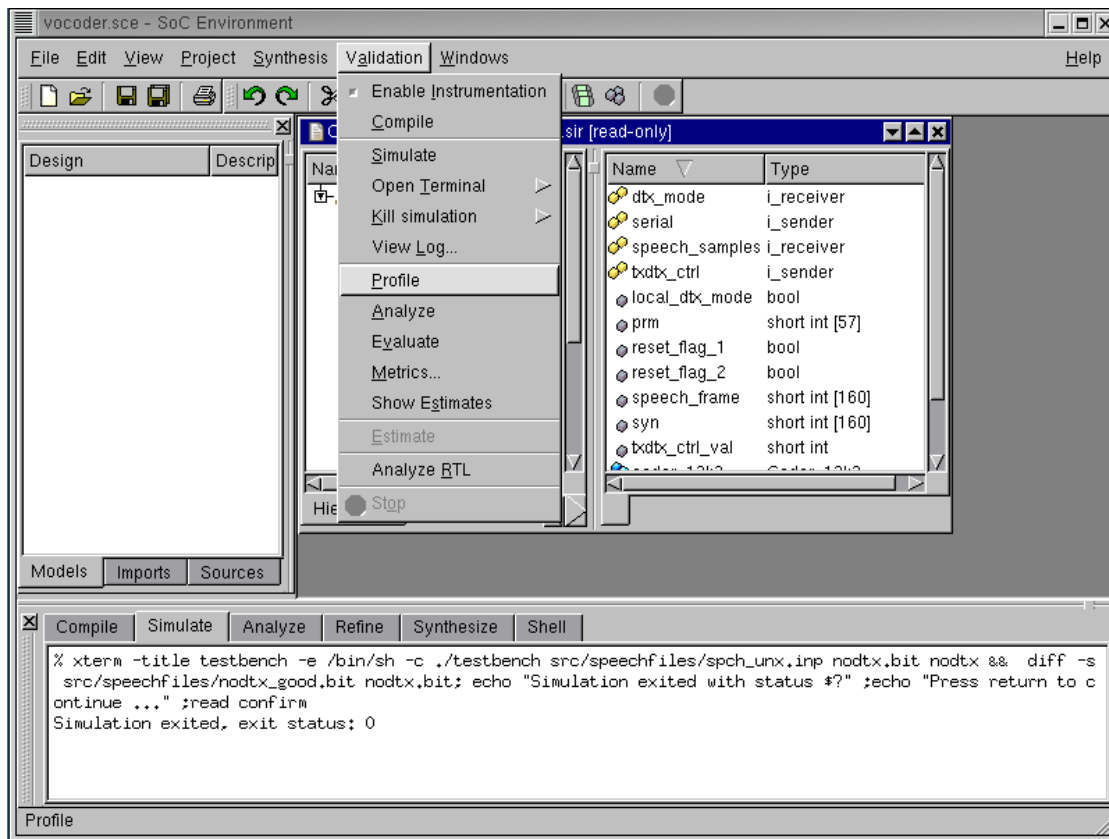 vocoder.sce - SoC Environment
File Edit View Project Synthesis Validation Windows Help
Enable Instrumentation
Compile
Simulate
Open Terminal
Kill simulation
View Log...
Profile
Analyze
Evaluate
Metrics...
Show Estimates
Estimate
Analyze RTL
Stop
Design Descrip
Models Imports Sources
.sir [read-only]
Name Type
dtx_mode i_receiver
serial i_sender
speech_samples i_receiver
txdtx_ctrl i_sender
local_dtx_mode bool
prm short int [57]
reset_flag_1 bool
reset_flag_2 bool
speech_frame short int [160]
syn short int [160]
txdtx_ctrl_val short int
Compile Simulate Analyze Refine Synthesize Shell
% xterm -title testbench -e /bin/sh -c ./testbench src/speechfiles/spch_unx.inp nodtx.bit nodtx && diff -s
src/speechfiles/nodtx_good.bit nodtx.bit; echo "Simulation exited with status $?" ;echo "Press return to c
ontinue ..." ;read confirm
Simulation exited, exit status: 0
Profile